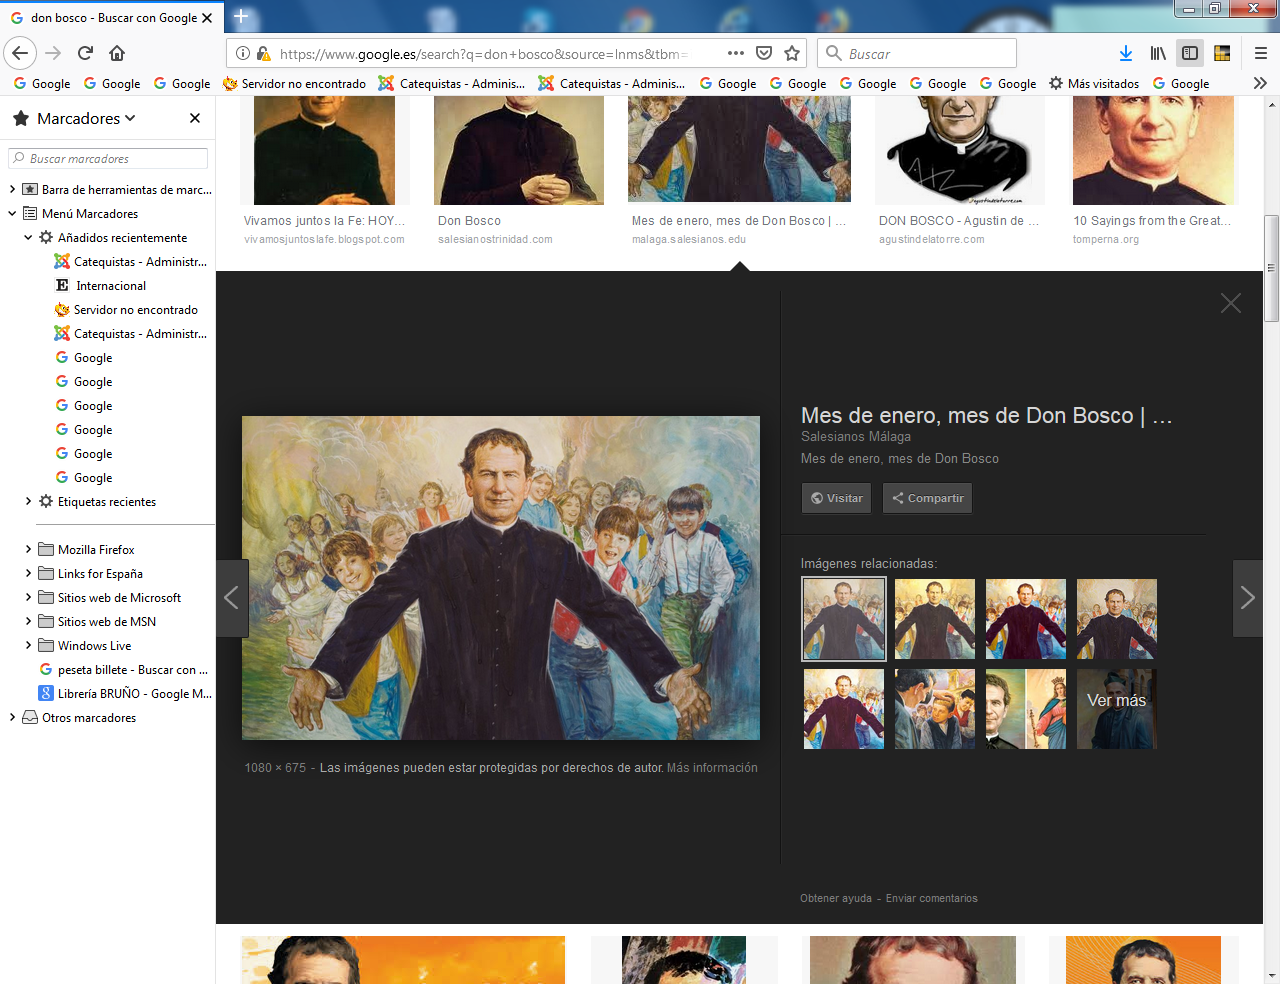 don bosco - Buscar con Google
https://www.google.es/search?q=don+bosco&source=lnms&tbm=
Buscar
Google
Google
Google
Servidor no encontrado
Catequistas - Adminis...
Catequistas - Adminis...
Google
Google
Google
Google
Google
Más visitados
Google
Marcadores
Buscar marcadores
Barra de herramientas de marc...
Menú Marcadores
Añadidos recientemente
Catequistas - Administr...
Internacional
Servidor no encontrado
Catequistas - Administr...
Google
Google
Google
Google
Google
Google
Etiquetas recientes
Mozilla Firefox
Links for España
Sitios web de Microsoft
Sitios web de MSN
Windows Live
peseta billete - Buscar con ...
Librería BRUÑO - Google M...
Otros marcadores
Vivamos juntos la Fe: HOY...
vivamosjuntoslafe.blogspot.com
Don Bosco
salesianostrinidad.com
Mes de enero, mes de Don Bosco | ...
malaga.salesianos.edu
DON BOSCO - Agustin de ...
agustindelatorre.com
10 Sayings from the Great...
tomperna.org
Mes de enero, mes de Don Bosco | ...
Salesianos Málaga
Mes de enero, mes de Don Bosco
Visitar
Compartir
Imágenes relacionadas:
Ver más
1080 × 675 - Las imágenes pueden estar protegidas por derechos de autor. Más información
Obtener ayuda - Enviar comentarios